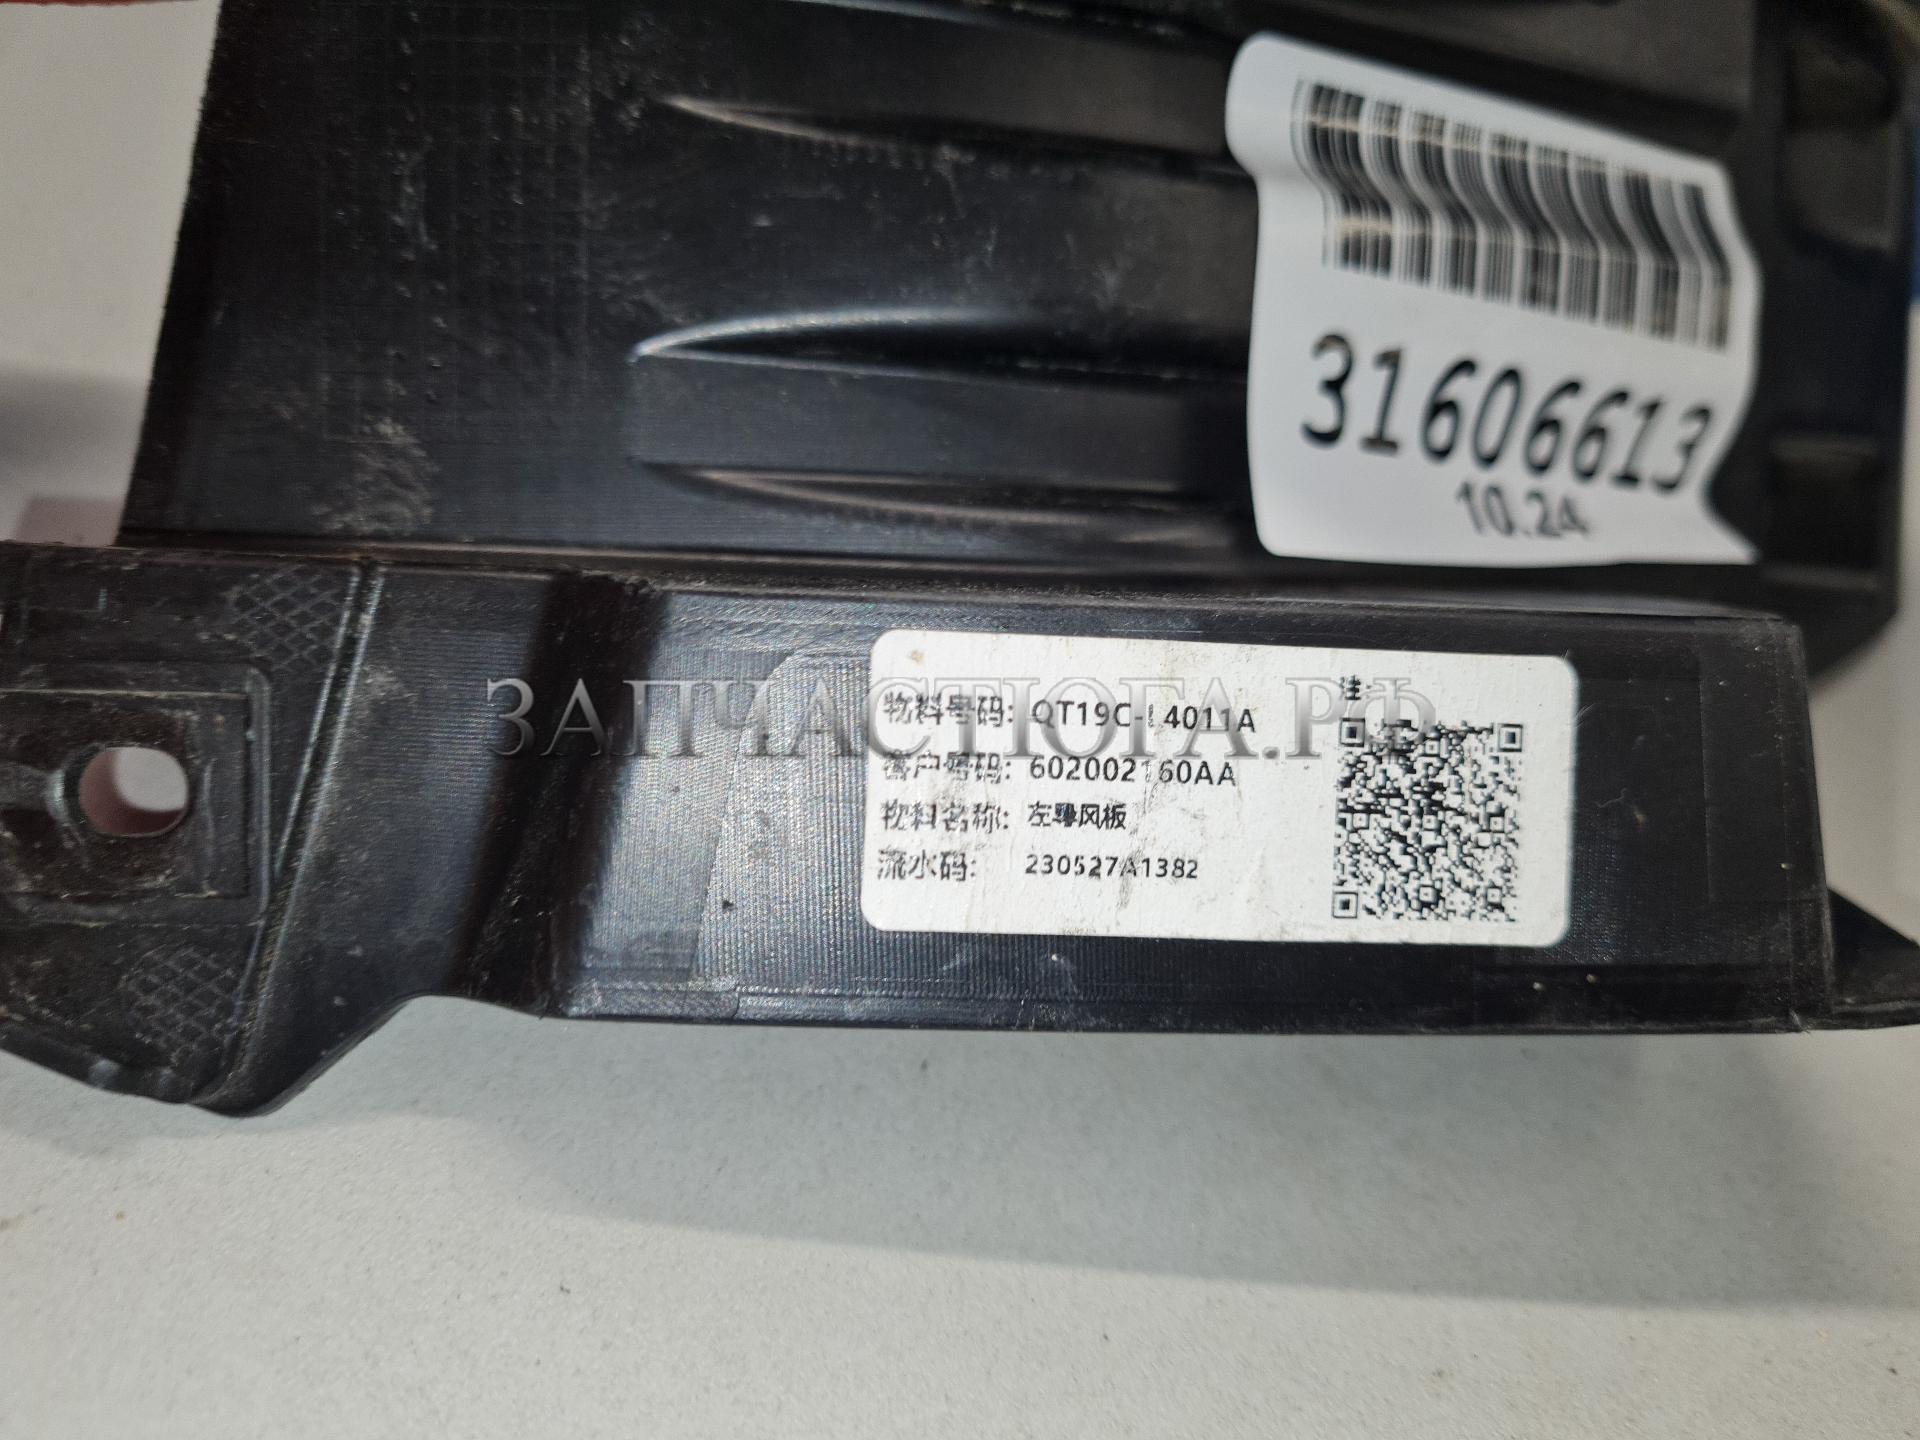 31606613
10.24
ЗАПЧАСТЮГА.РФ
物料号码: QT19C- 4011A
注:
客户号码: 602002160AA
物料名称: 左导风板
流水码: 230527A1382